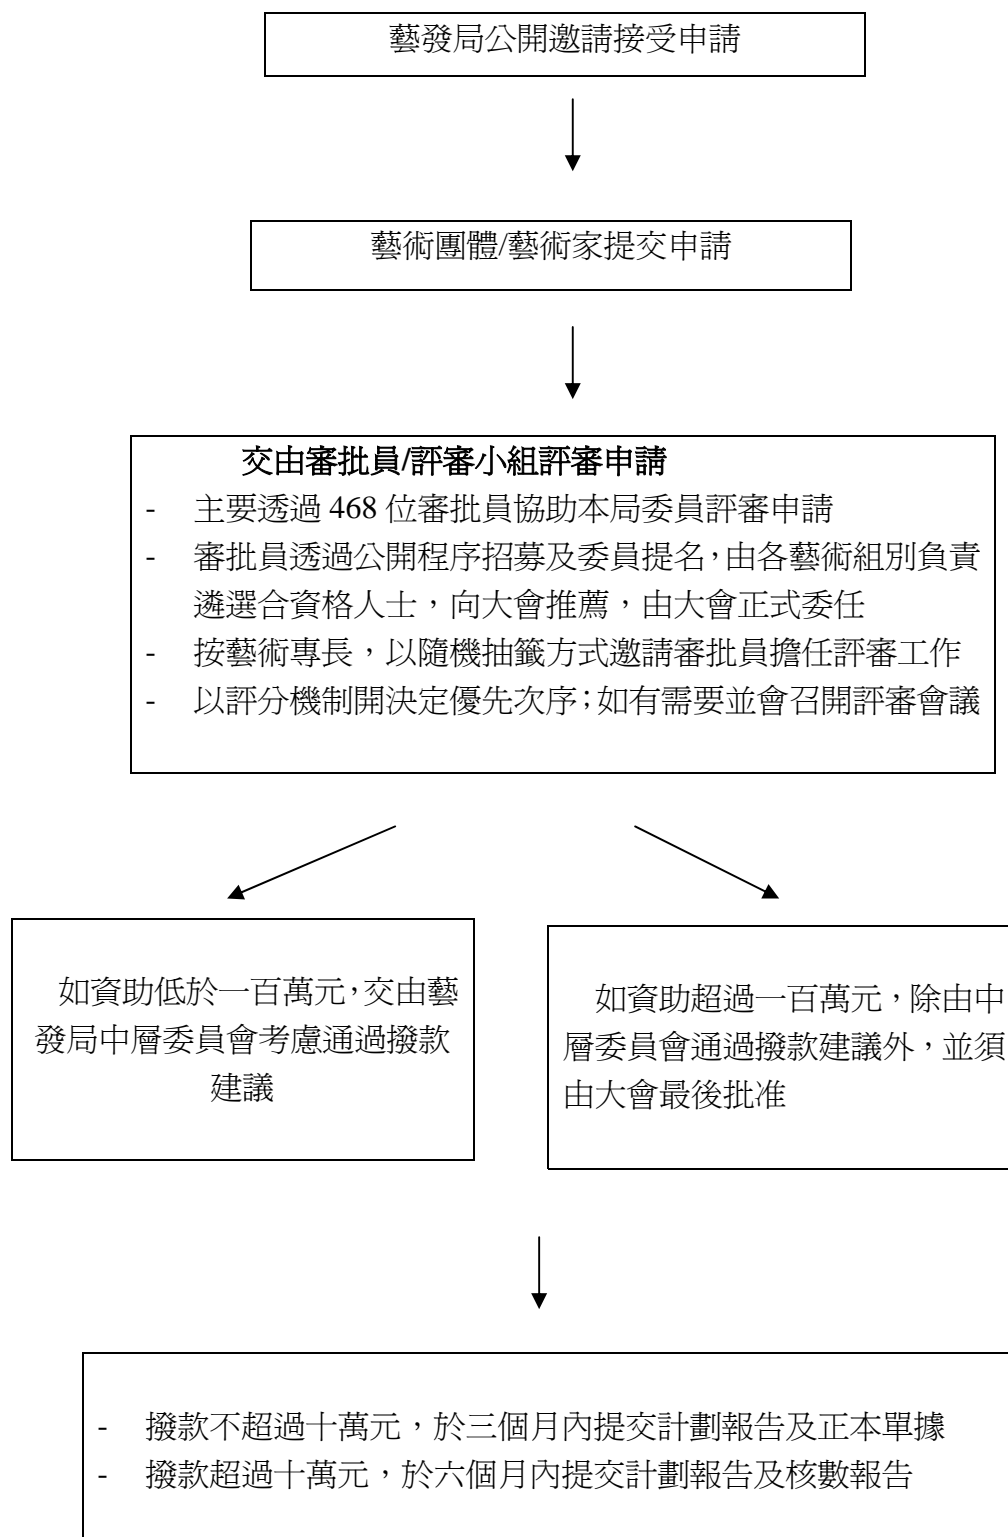 藝發局公開邀請接受申請
藝術團體/藝術家提交申請
交由審批員/評審小組評審申請
- 主要透過 468 位審批員協助本局委員評審申請
- 審批員透過公開程序招募及委員提名，由各藝術組別負責
遴選合資格人士，向大會推薦，由大會正式委任
- 按藝術專長，以隨機抽籤方式邀請審批員擔任評審工作
- 以評分機制開決定優先次序；如有需要並會召開評審會議
如資助低於一百萬元，交由藝
發局中層委員會考慮通過撥款
建議
如資助超過一百萬元，除由中
層委員會通過撥款建議外，並須
由大會最後批准
- 撥款不超過十萬元，於三個月內提交計劃報告及正本單據
- 撥款超過十萬元，於六個月內提交計劃報告及核數報告